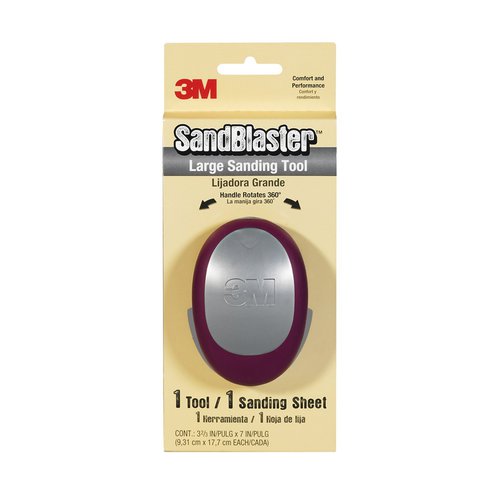 3M
Comfort and
Performance
Confort y
rendimiento
SandBlaster™
Large Sanding Tool
Lijadora Grande
Handle Rotates 360°
La manija gira 360°
3M
1 Tool / 1 Sanding Sheet
1 Herramienta / 1 Hoja de lija
CONT.: 3⅔ IN/PULG x 7 IN/PULG
(9,31 cm x 17,7 cm EACH/CADA)